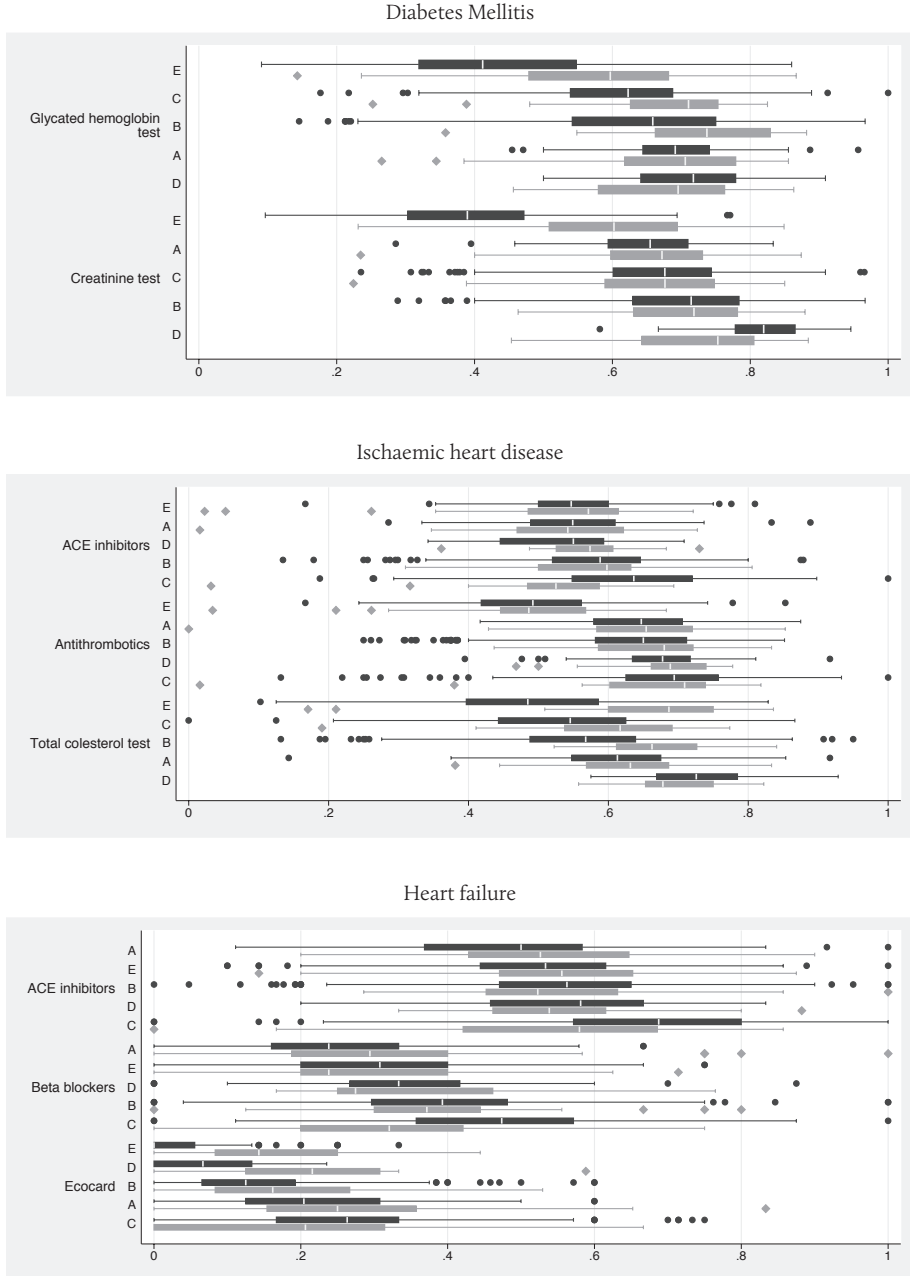 Diabetes Mellitis
E
C
Glycated hemoglobin
test
B
A
D
E
A
Creatinine test
C
B
D
0 .2 .4 .6 .8 1
Ischaemic heart disease
E
A
ACE inhibitors
D
B
C
E
A
Antithrombotics
B
D
C
E
C
Total colesterol test
B
A
D
0 .2 .4 .6 .8 1
Heart failure
A
E
ACE inhibitors
B
D
C
A
E
Beta blockers
D
B
C
E
D
Ecocard
B
A
C
0 .2 .4 .6 .8 1